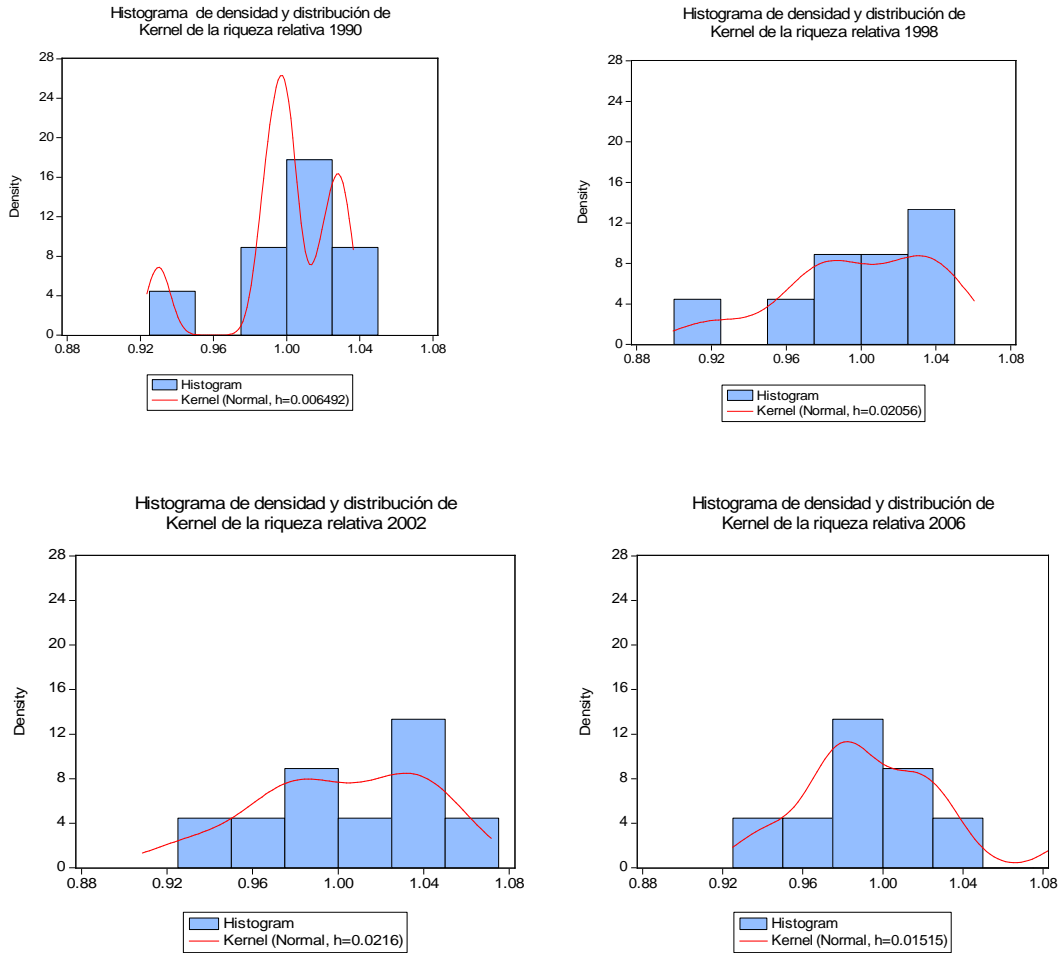 Histograma de densidad y distribución de
Kernel de la riqueza relativa 1990
28
24
20
16
12
8
4
0
Density
0.88 0.92 0.96 1.00 1.04 1.08
Histogram
Kernel (Normal, h=0.006492)
Histograma de densidad y distribución de
Kernel de la riqueza relativa 1998
28
24
20
16
12
8
4
0
Density
0.88 0.92 0.96 1.00 1.04 1.08
Histogram
Kernel (Normal, h=0.02056)
Histograma de densidad y distribución de
Kernel de la riqueza relativa 2002
28
24
20
16
12
8
4
0
Density
0.88 0.92 0.96 1.00 1.04 1.08
Histogram
Kernel (Normal, h=0.0216)
Histograma de densidad y distribución de
Kernel de la riqueza relativa 2006
28
24
20
16
12
8
4
0
Density
0.88 0.92 0.96 1.00 1.04 1.08
Histogram
Kernel (Normal, h=0.01515)